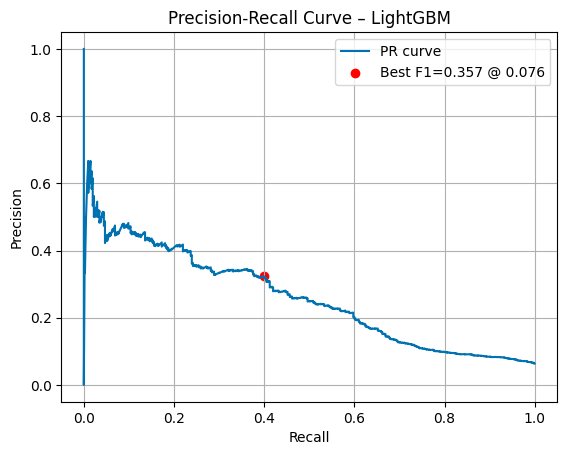 Precision-Recall Curve – LightGBM
PR curve
Best F1=0.357 @ 0.076
1.0
0.8
0.6
0.4
0.2
0.0
Precision
0.0 0.2 0.4 0.6 0.8 1.0
Recall